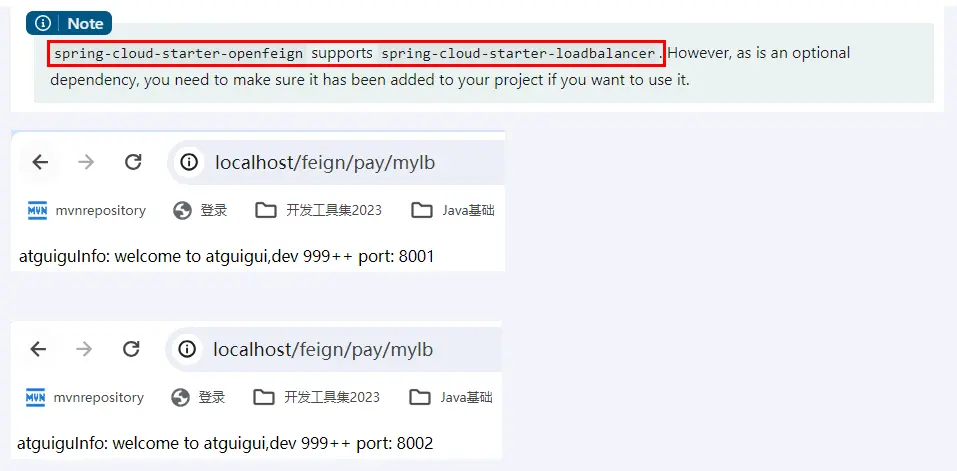 Note
spring-cloud-starter-openfeign supports spring-cloud-starter-loadbalancer. However, as is an optional
dependency, you need to make sure it has been added to your project if you want to use it.
localhost/feign/pay/mylb
MVN mvnrepository 登录 开发工具集2023 Java基础
atguiguInfo: welcome to atguigui,dev 999++ port: 8001
localhost/feign/pay/mylb
MVN mvnrepository 登录 开发工具集2023 Java基础
atguiguInfo: welcome to atguigui,dev 999++ port: 8002